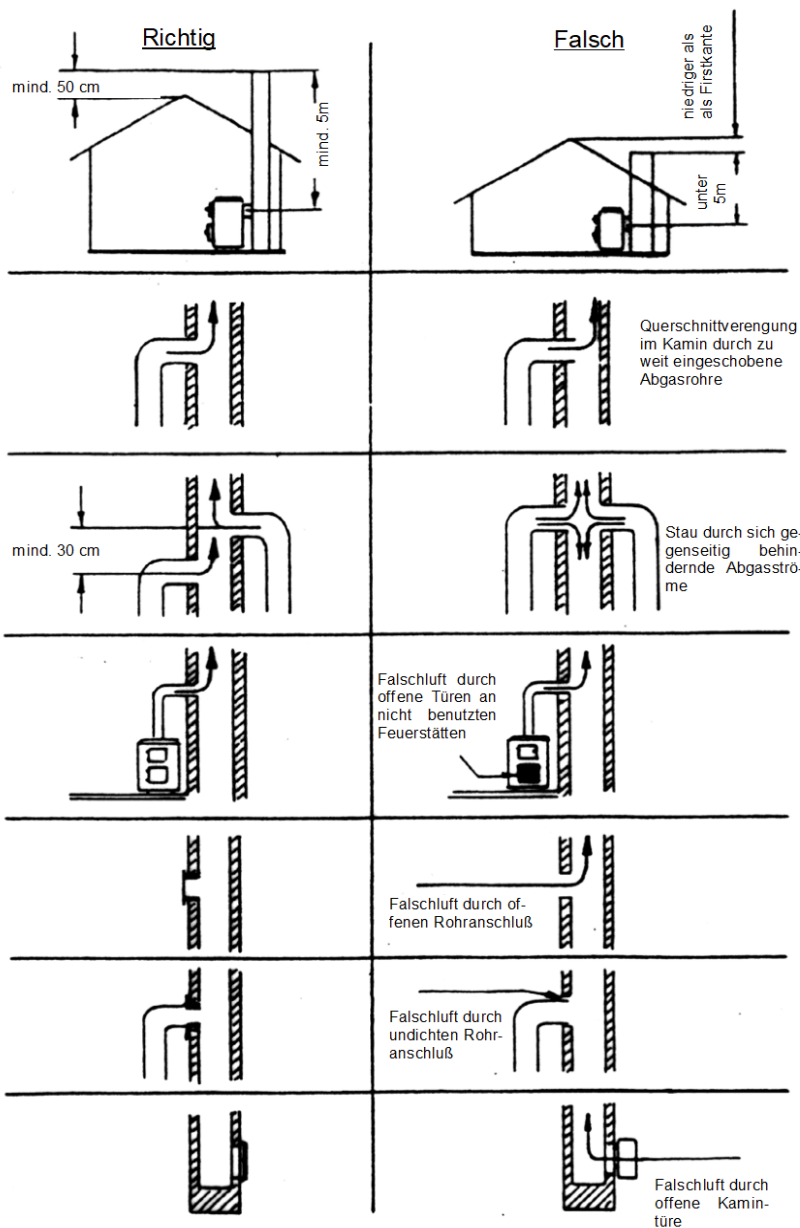 Richtig
Falsch
mind. 50 cm
mind. 5m
niedriger als
als Firstkante
unter
5m
Querschnittverengung
im Kamin durch zu
weit eingeschobene
Abgasrohre
mind. 30 cm
Stau durch sich ge-
genseitig behin-
dernde Abgasströ-
me
Falschluft durch
offene Türen an
nicht benutzten
Feuerstätten
Falschluft durch of-
fenen Rohranschluß
Falschluft durch
undichten Rohr-
anschluß
Falschluft durch
offene Kamin-
türe